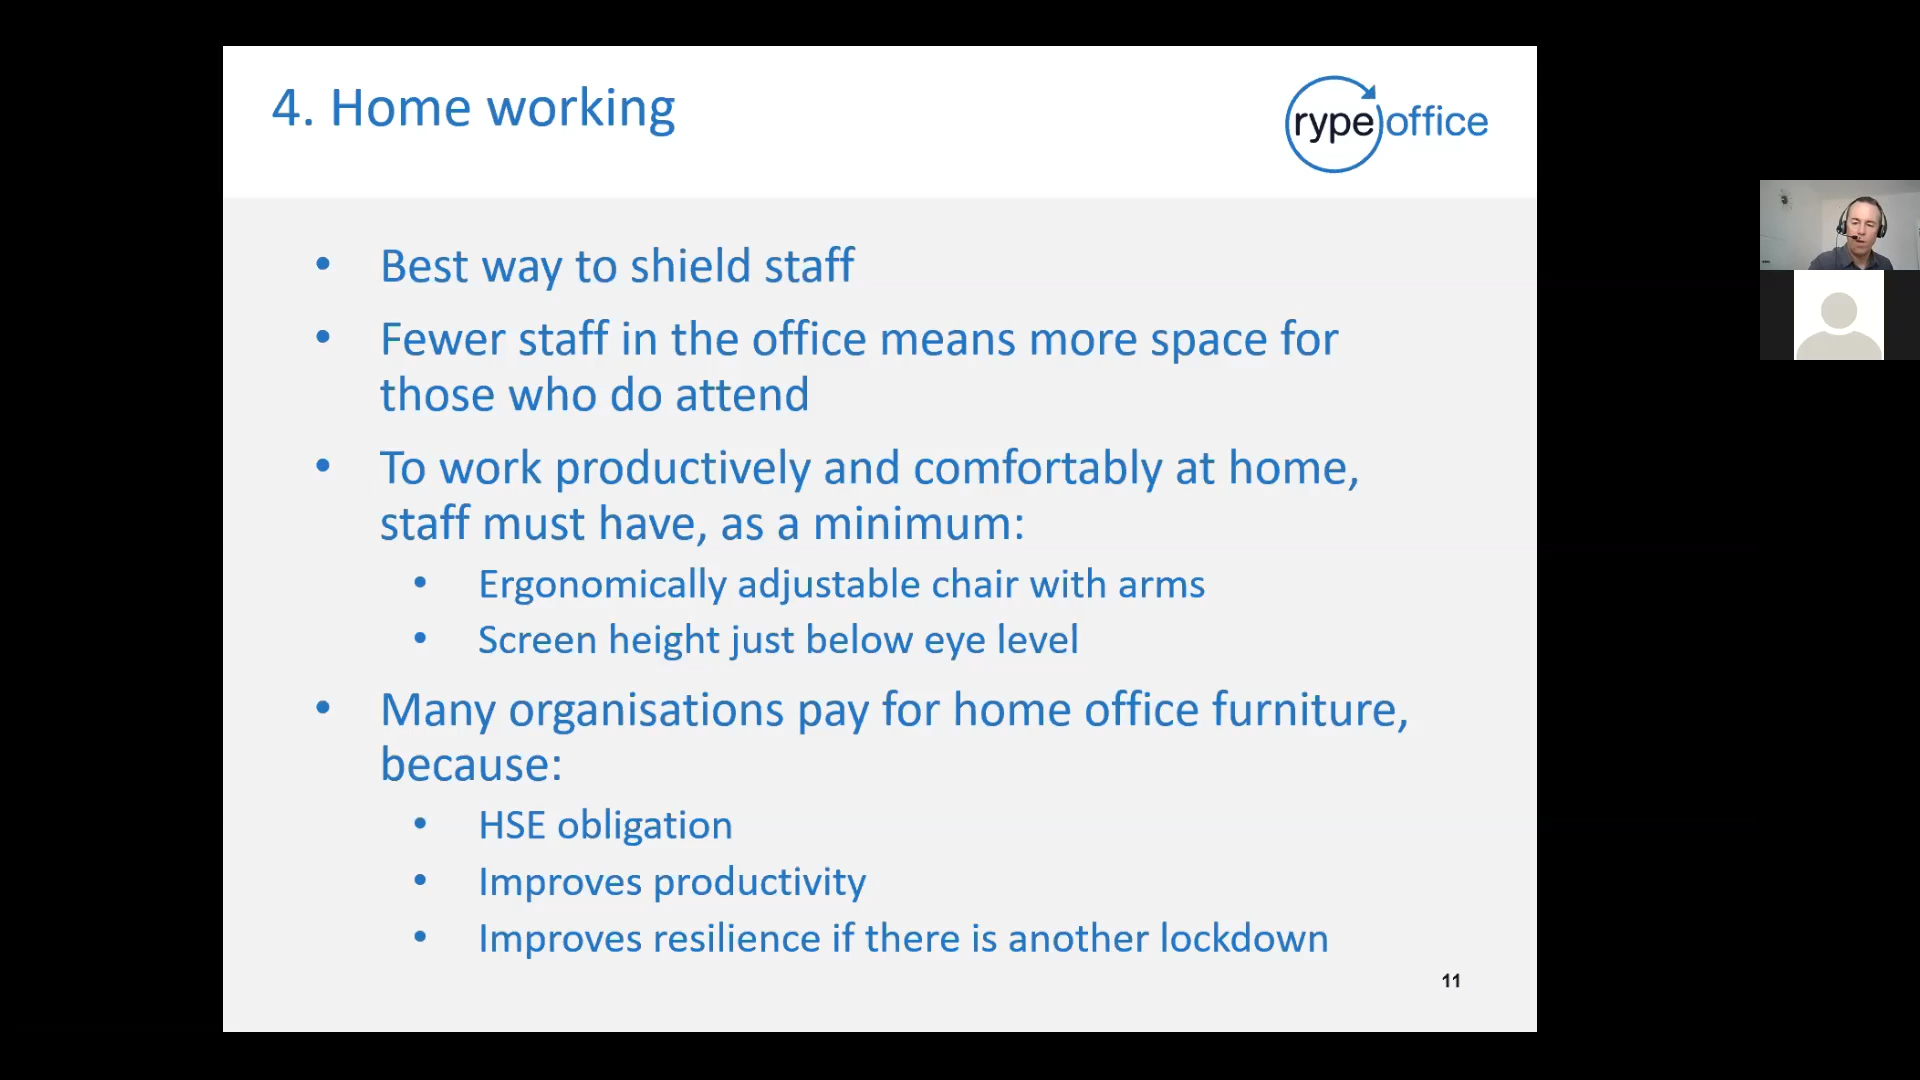 4. Home working
rype office
• Best way to shield staff
• Fewer staff in the office means more space for
those who do attend
• To work productively and comfortably at home,
staff must have, as a minimum:
• Ergonomically adjustable chair with arms
• Screen height just below eye level
• Many organisations pay for home office furniture,
because:
• HSE obligation
• Improves productivity
• Improves resilience if there is another lockdown
11